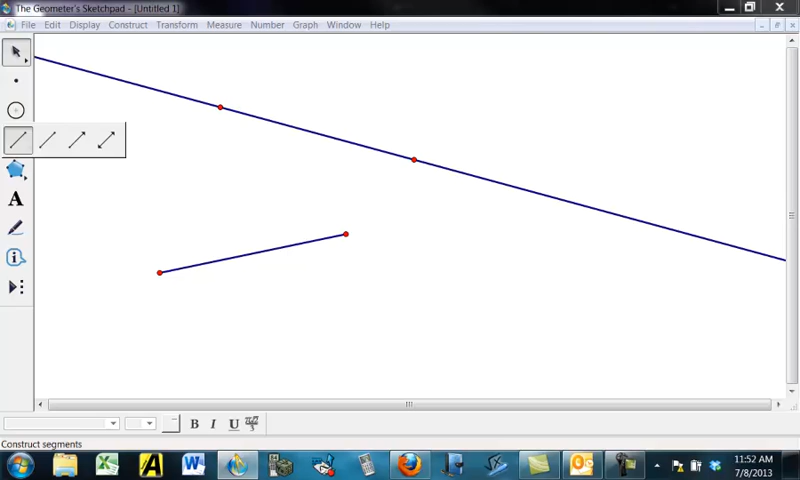 The Geometer's Sketchpad - [Untitled 1]
File Edit Display Construct Transform Measure Number Graph Window Help
A
B I U
Construct segments
11:52 AM
7/8/2013